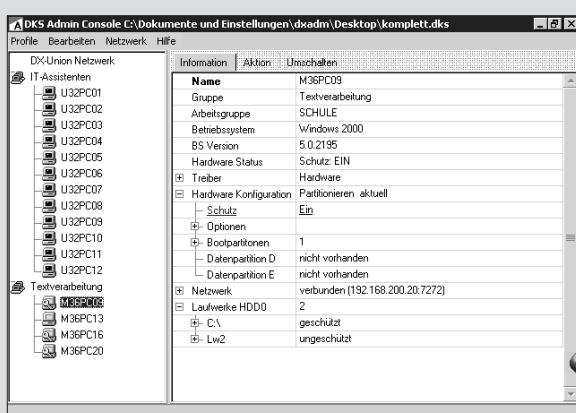 DKS Admin Console C:\Dokumente und Einstellungen\dxadm\Desktop\komplett.dks
Profile Bearbeiten Netzwerk Hilfe
DX-Union Netzwerk
IT-Assistenten
U32PC01
U32PC02
U32PC03
U32PC04
U32PC05
U32PC06
U32PC07
U32PC08
U32PC09
U32PC10
U32PC11
U32PC12
Textverarbeitung
M36PC09
M36PC13
M36PC16
M36PC20
Information Aktion Umschalten
Name M36PC09
Gruppe Textverarbeitung
Arbeitsgruppe SCHULE
Betriebssystem Windows 2000
BS Version 5.0.2195
Hardware Status Schutz: EIN
Treiber Hardware
Hardware Konfiguration Partitionieren aktuell
Schutz Ein
Optionen
Bootpartitonen 1
Datenpartition D nicht vorhanden
Datenpartition E nicht vorhanden
Netzwerk verbunden (192.168.200.20:7272)
Laufwerke HDD0 2
C:\ geschützt
Lw2 ungeschützt